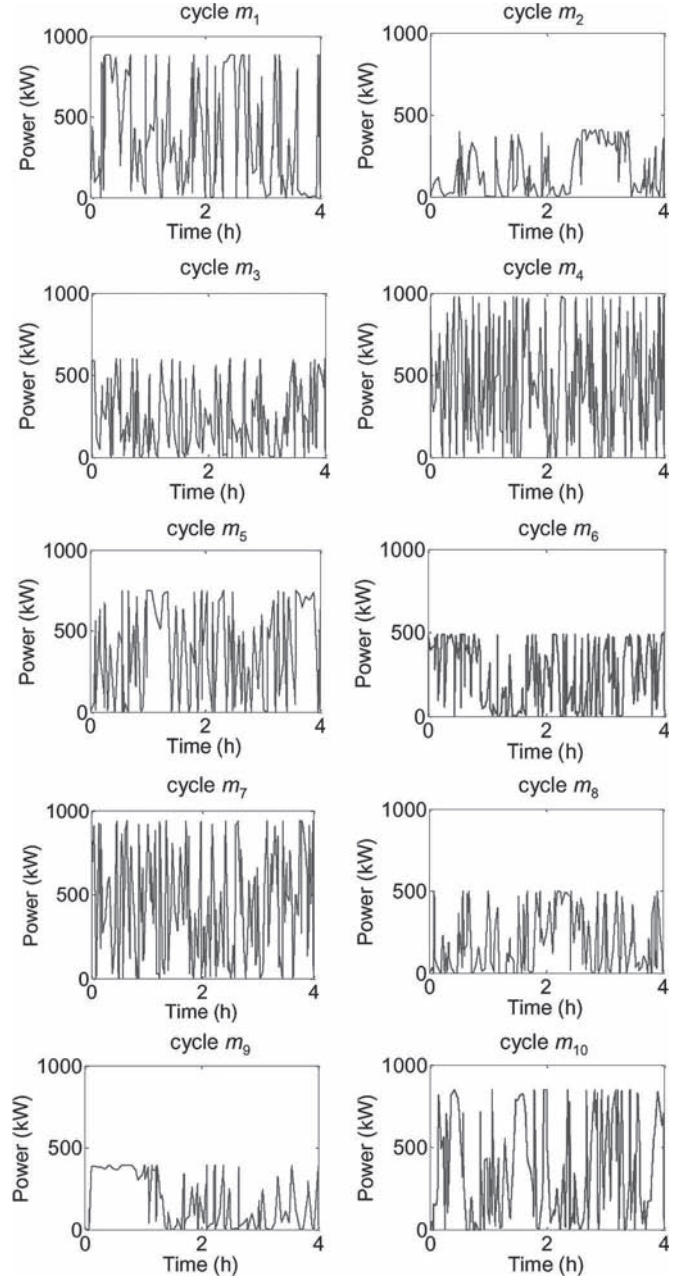 cycle m1
cycle m2
1000
500
0
Power (kW)
0 2 4
Time (h)
1000
500
0
Power (kW)
0 2 4
Time (h)
cycle m3
cycle m4
1000
500
0
Power (kW)
0 2 4
Time (h)
1000
500
0
Power (kW)
0 2 4
Time (h)
cycle m5
cycle m6
1000
500
0
Power (kW)
0 2 4
Time (h)
1000
500
0
Power (kW)
0 2 4
Time (h)
cycle m7
cycle m8
1000
500
0
Power (kW)
0 2 4
Time (h)
1000
500
0
Power (kW)
0 2 4
Time (h)
cycle m9
cycle m10
1000
500
0
Power (kW)
0 2 4
Time (h)
1000
500
0
Power (kW)
0 2 4
Time (h)